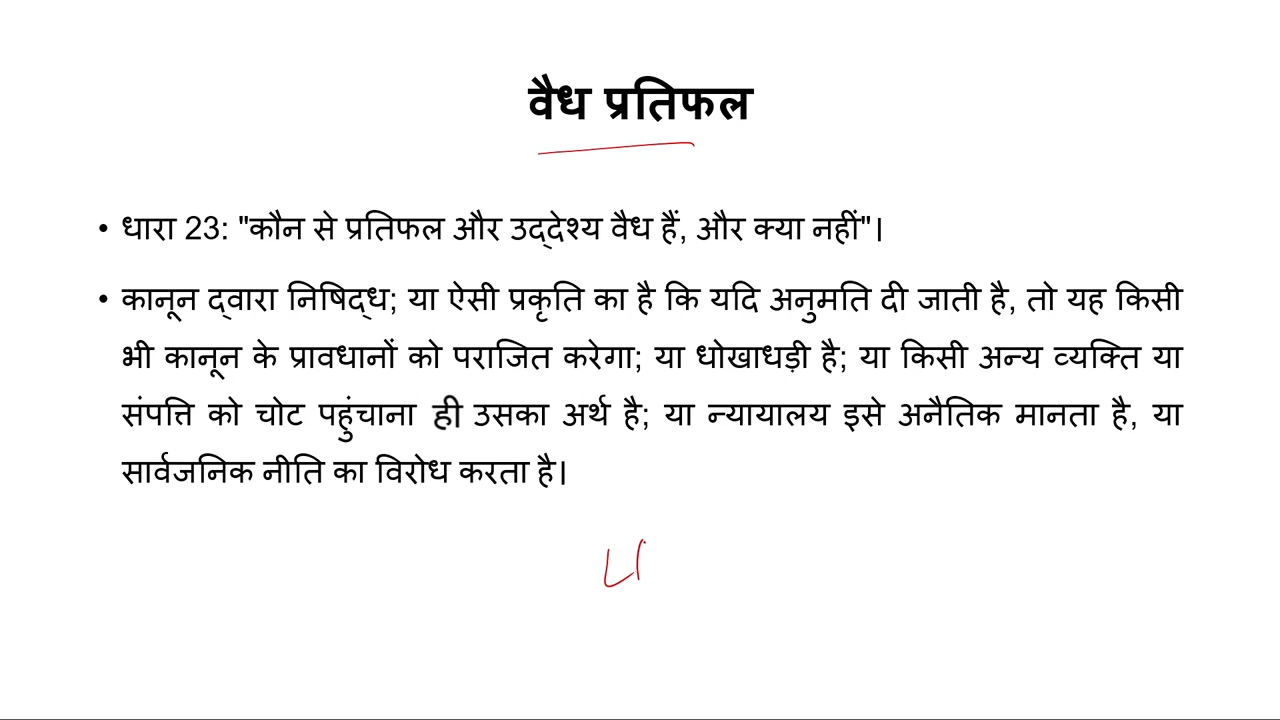 वैध प्रतिफल
• धारा 23: "कौन से प्रतिफल और उद्देश्य वैध हैं, और क्या नहीं"।
• कानून द्वारा निषिद्ध; या ऐसी प्रकृति का है कि यदि अनुमति दी जाती है, तो यह किसी
भी कानून के प्रावधानों को पराजित करेगा; या धोखाधड़ी है; या किसी अन्य व्यक्ति या
संपत्ति को चोट पहुंचाना ही उसका अर्थ है; या न्यायालय इसे अनैतिक मानता है, या
सार्वजनिक नीति का विरोध करता है।